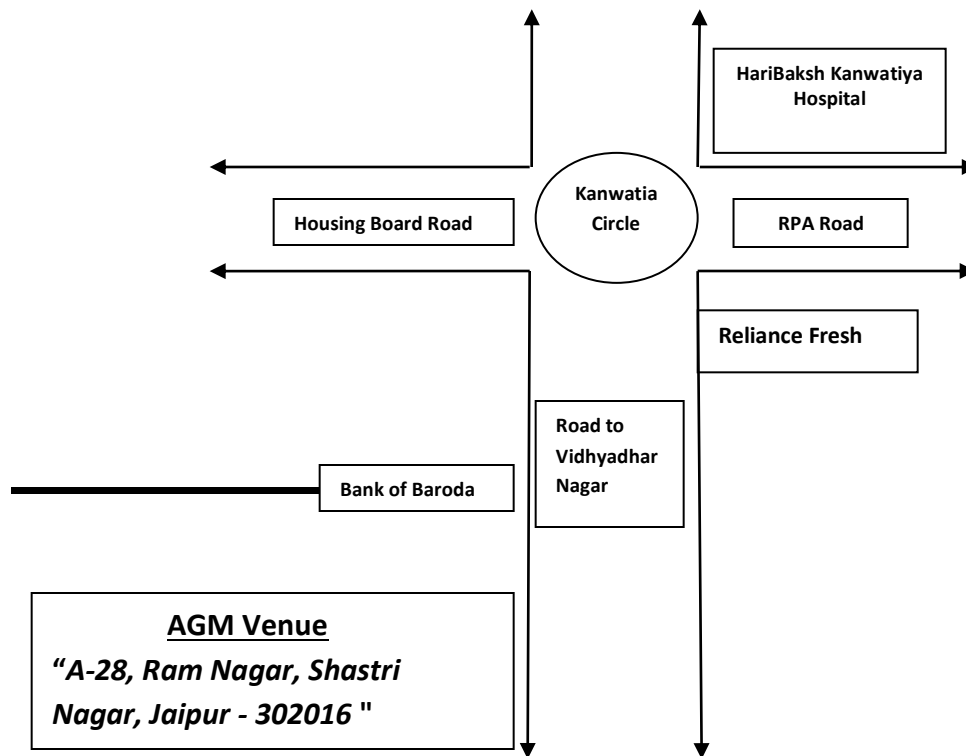 HariBaksh Kanwatiya
Hospital
Kanwatia
Circle
Housing Board Road
RPA Road
Reliance Fresh
Road to
Vidhyadhar
Nagar
Bank of Baroda
AGM Venue
“A-28, Ram Nagar, Shastri
Nagar, Jaipur - 302016 "